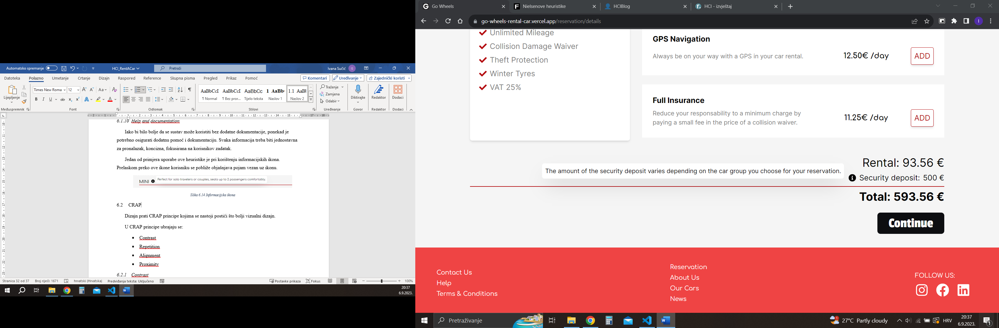 Automatsko spremanje
HCI_RentACar
Pretraži
Ivana Sučić
IS
Datoteka Polazno Umetanje Crtanje Dizajn Raspored Reference Skupna pisma Pregled Prikaz Pomoć
Komentari Uređivanje Zajednički koristi
Lijepljenje
Times New Roma 12
AaBbCcI AaBbCcI AaBbCc 1 AaBb 1.1 AaBl
¶ Normal ¶ Bez pror... Tijelo teksta Naslov 1 Naslov 2
Traženje
Zamjena
Odabir
Diktirajte Redaktor Dodaci
Međuspremnik Font Odlomak Stilovi Uređivanje Govor Redaktor Dodaci
6.1.10 Help and documentation
Iako bi bilo bolje da se sustav može koristiti bez dodatne dokumentacije, ponekad je
potrebno osigurati dodatnu pomoć i dokumentaciju. Svaka informacija treba biti jednostavna
za pronalazak, koncizna, fokusirana na korisnikov zadatak.
Jedan od primjera uporabe ove heuristike je pri korištenju informacijskih ikona.
Prelaskom preko ove ikone korisniku se pobliže objašnjava pojam vezan uz ikonu.
MINI Perfect for solo travelers or couples, seats up to 2 passengers comfortably.
Slika 6.14 Informacijska ikona
6.2 CRAP
Dizajn prati CRAP principe kojima se nastoji postići što bolji vizualni dizajn.
U CRAP principe ubrajaju se:
• Contrast
• Repetition
• Alignment
• Proximity
6.2.1 Contrast
Stranica 32 od 37 Broj riječi: 1671 hrvatski (Hrvatska) Predviđanja teksta: Uključeno Postavke prikaza Fokus 100%
20:37
6.9.2023.
Go Wheels
Nielsenove heuristike
HCIBlog
HCI - izvještaj
go-wheels-rental-car.vercel.app/reservation/details
I
Unlimited Mileage
Collision Damage Waiver
Theft Protection
Winter Tyres
VAT 25%
GPS Navigation
Always be on your way with a GPS in your car rental.
12.50€ /day
ADD
Full Insurance
Reduce your responsability to a minimum charge by
paying a small fee in the price of a collision waiver.
11.25€ /day
ADD
Rental: 93.56 €
The amount of the security deposit varies depending on the car group you choose for your reservation.
Security deposit: 500 €
Total: 593.56 €
Continue
Contact Us
Help
Terms & Conditions
Reservation
About Us
Our Cars
News
FOLLOW US:
Pretraživanje
27°C Partly cloudy
HRV
20:37
6.9.2023.
1